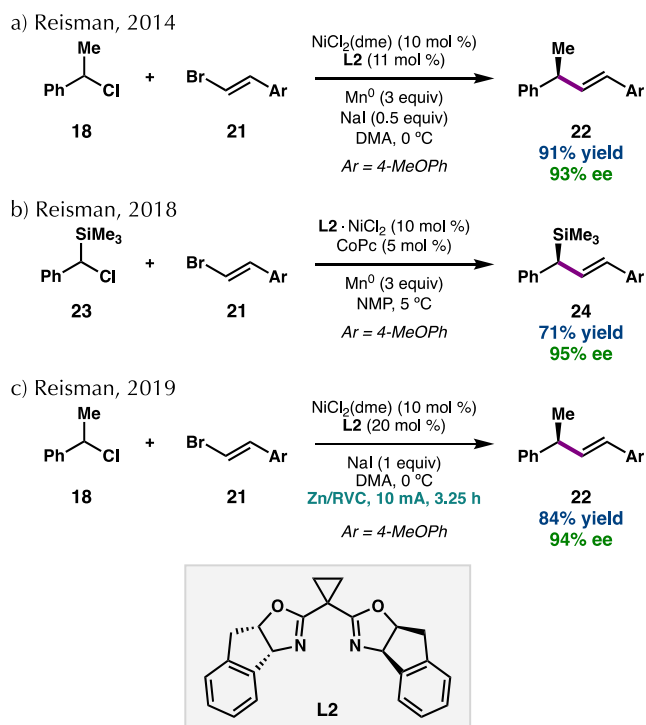 a) Reisman, 2014
Me
Ph
Cl
18
+
Br
Ar
21
NiCl2(dme) (10 mol %)
L2 (11 mol %)
Mn0 (3 equiv)
NaI (0.5 equiv)
DMA, 0 ºC
Ar = 4-MeOPh
Me
Ph
Ar
22
91% yield
93% ee
b) Reisman, 2018
SiMe3
Ph
Cl
23
+
Br
Ar
21
L2 · NiCl2 (10 mol %)
CoPc (5 mol %)
Mn0 (3 equiv)
NMP, 5 ºC
Ar = 4-MeOPh
SiMe3
Ph
Ar
24
71% yield
95% ee
c) Reisman, 2019
Me
Ph
Cl
18
+
Br
Ar
21
NiCl2(dme) (10 mol %)
L2 (20 mol %)
NaI (1 equiv)
DMA, 0 ºC
Zn/RVC, 10 mA, 3.25 h
Ar = 4-MeOPh
Me
Ph
Ar
22
84% yield
94% ee
O
O
N
N
L2